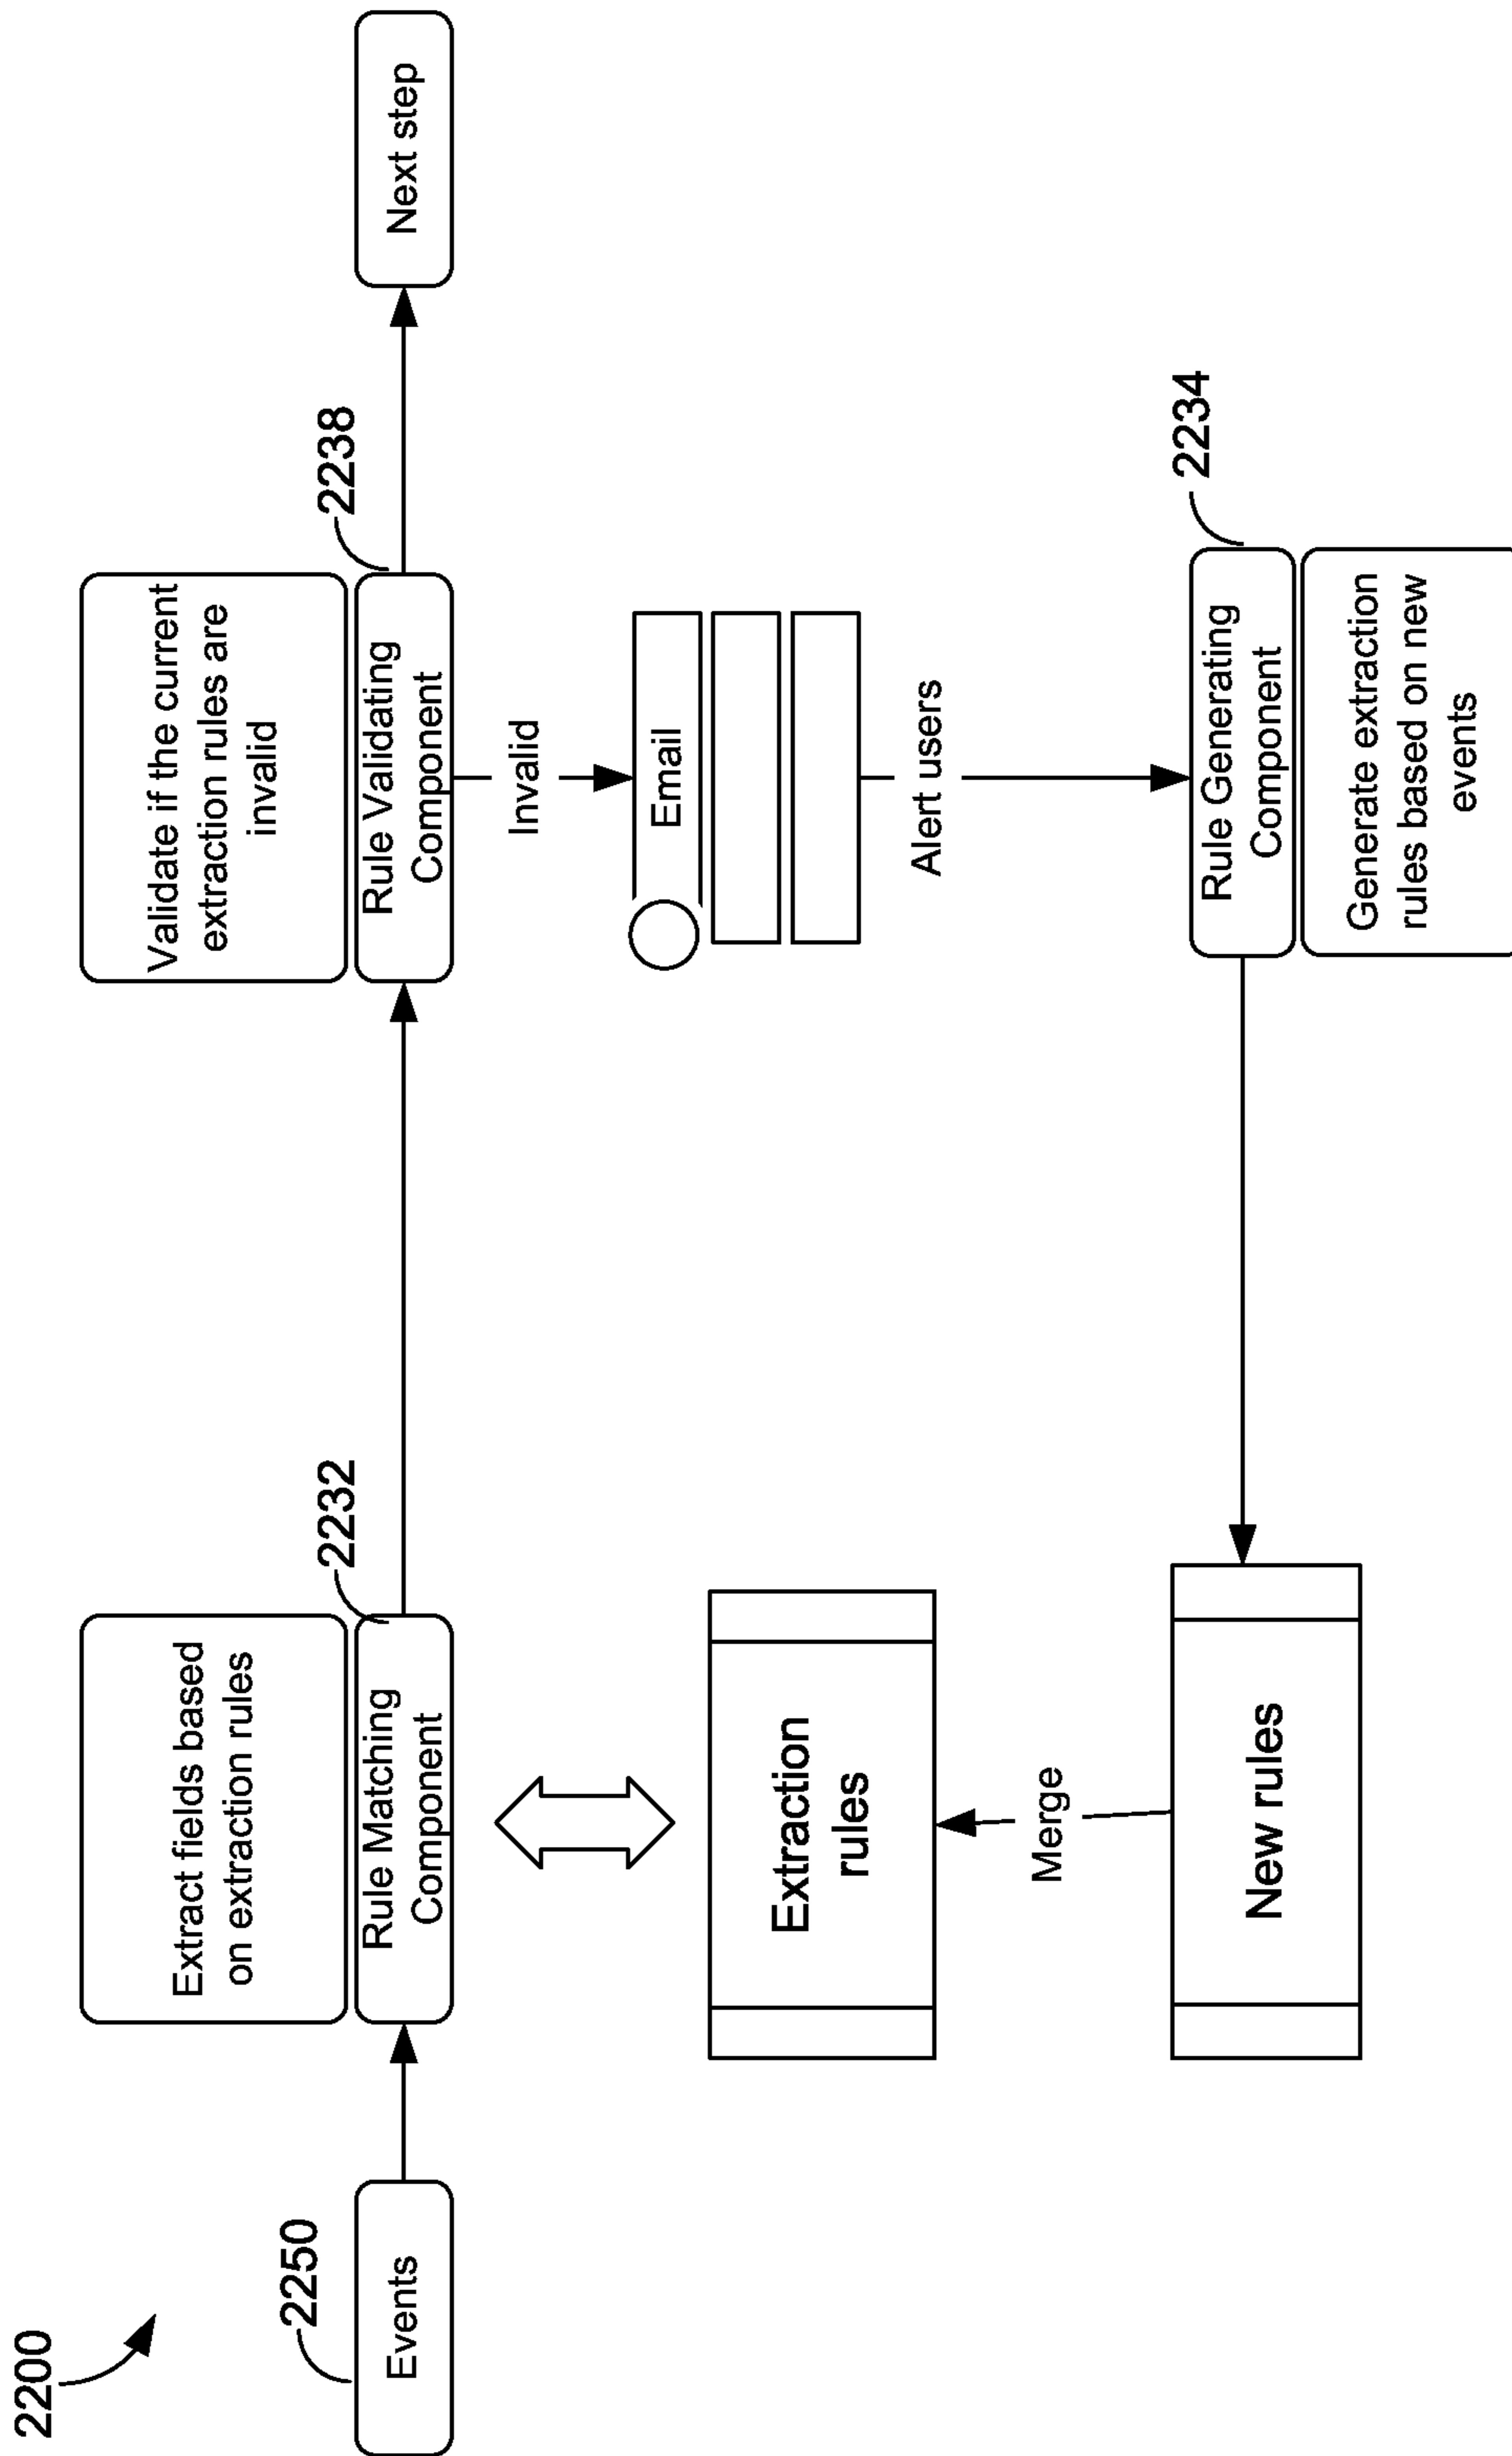 2200
2250
Events
Extract fields based
on extraction rules
2232
Rule Matching
Component
Validate if the current
extraction rules are
invalid
2238
Rule Validating
Component
Next step
Invalid
Email
Alert users
Extraction
rules
Merge
New rules
2234
Rule Generating
Component
Generate extraction
rules based on new
events